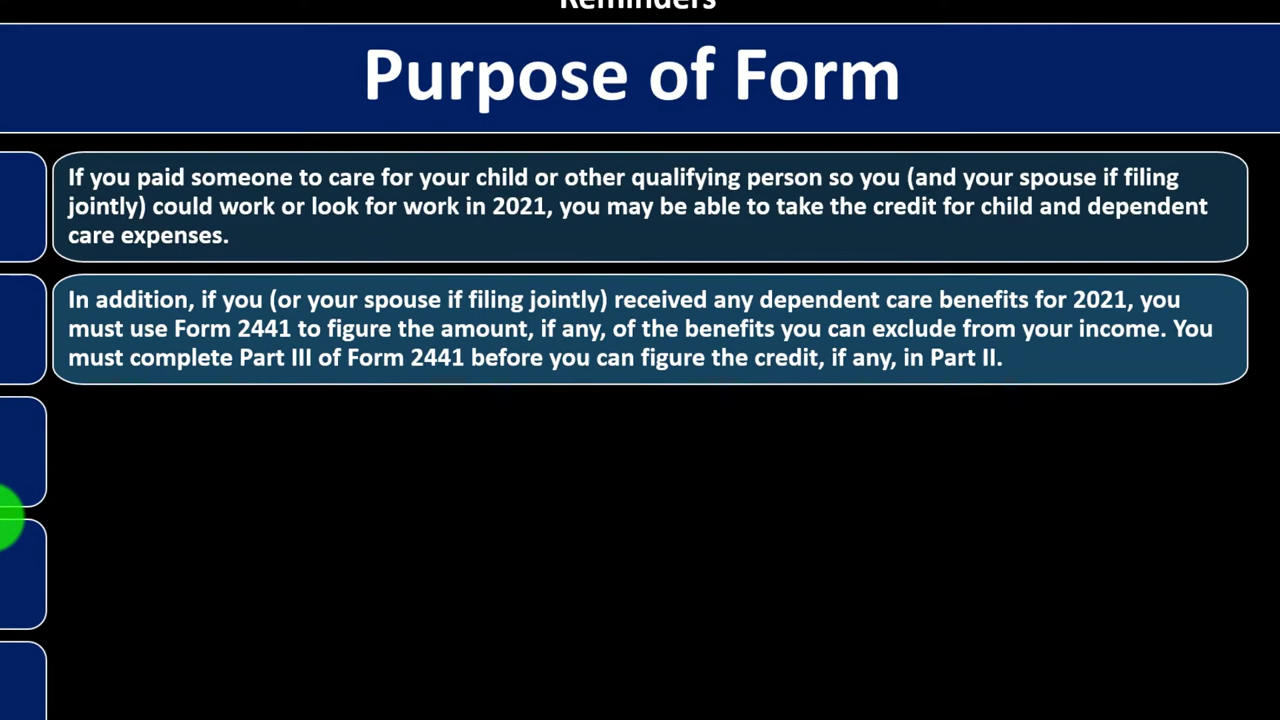 Reminders
Purpose of Form
If you paid someone to care for your child or other qualifying person so you (and your spouse if filing
jointly) could work or look for work in 2021, you may be able to take the credit for child and dependent
care expenses.
In addition, if you (or your spouse if filing jointly) received any dependent care benefits for 2021, you
must use Form 2441 to figure the amount, if any, of the benefits you can exclude from your income. You
must complete Part III of Form 2441 before you can figure the credit, if any, in Part II.